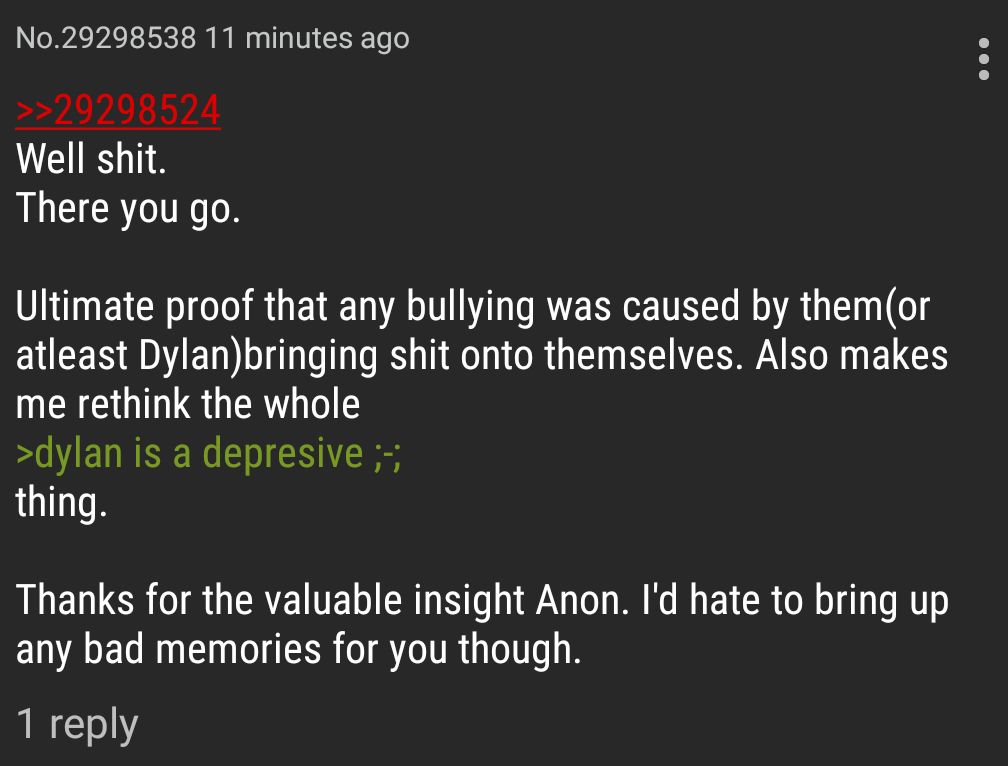 No.29298538 11 minutes ago
>>29298524
Well shit.
There you go.
Ultimate proof that any bullying was caused by them(or
atleast Dylan)bringing shit onto themselves. Also makes
me rethink the whole
>dylan is a depresive ;-;
thing.
Thanks for the valuable insight Anon. I'd hate to bring up
any bad memories for you though.
1 reply